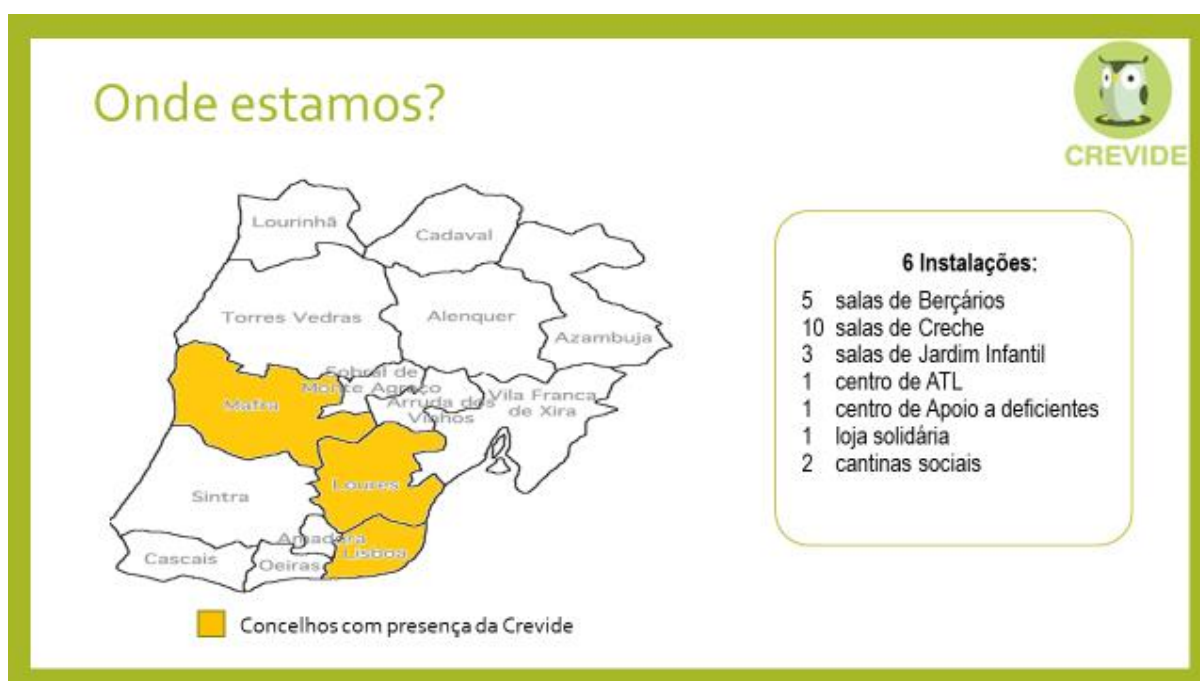 Onde estamos?
CREVIDE
Lourinhã
Cadaval
Torres Vedras
Alenquer
Azambuja
Sobral de
Monte Agraço
Mafra
Arruda dos
Vinhos
Vila Franca
de Xira
Sintra
Loures
Amadora
Lisboa
Cascais
Oeiras
Concelhos com presença da Crevide
6 Instalações:
5 salas de Berçários
10 salas de Creche
3 salas de Jardim Infantil
1 centro de ATL
1 centro de Apoio a deficientes
1 loja solidária
2 cantinas sociais